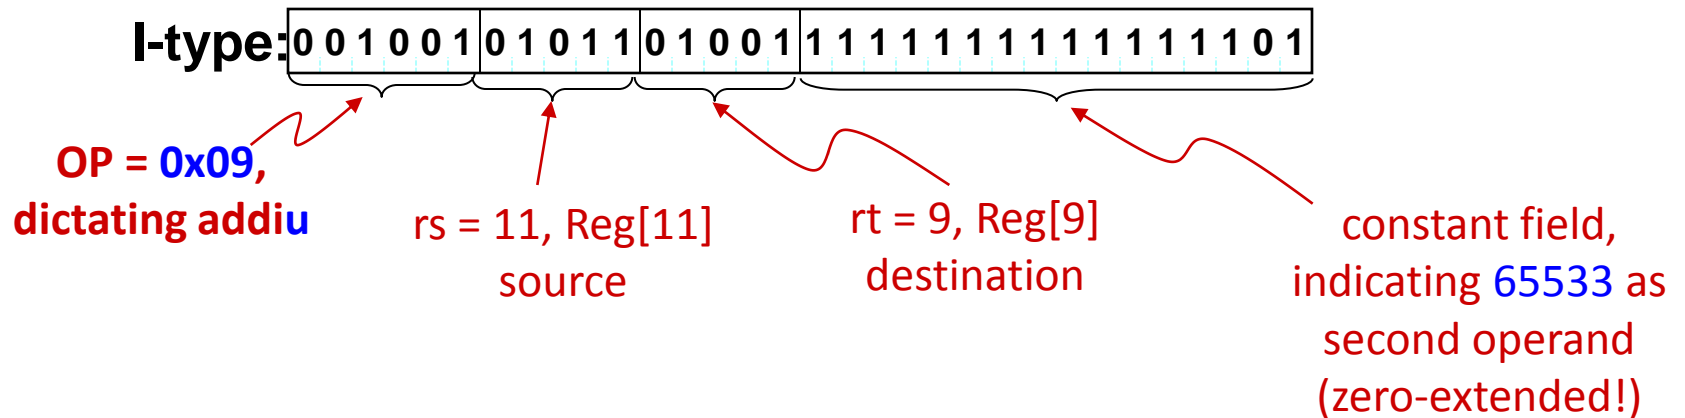 I-type: 0 0 1 0 0 1 0 1 0 1 1 0 1 0 0 1 1 1 1 1 1 1 1 1 1 1 1 1 1 1 0 1
OP = 0x09,
dictating addiu
rs = 11, Reg[11]
source
rt = 9, Reg[9]
destination
constant field,
indicating 65533 as
second operand
(zero-extended!)